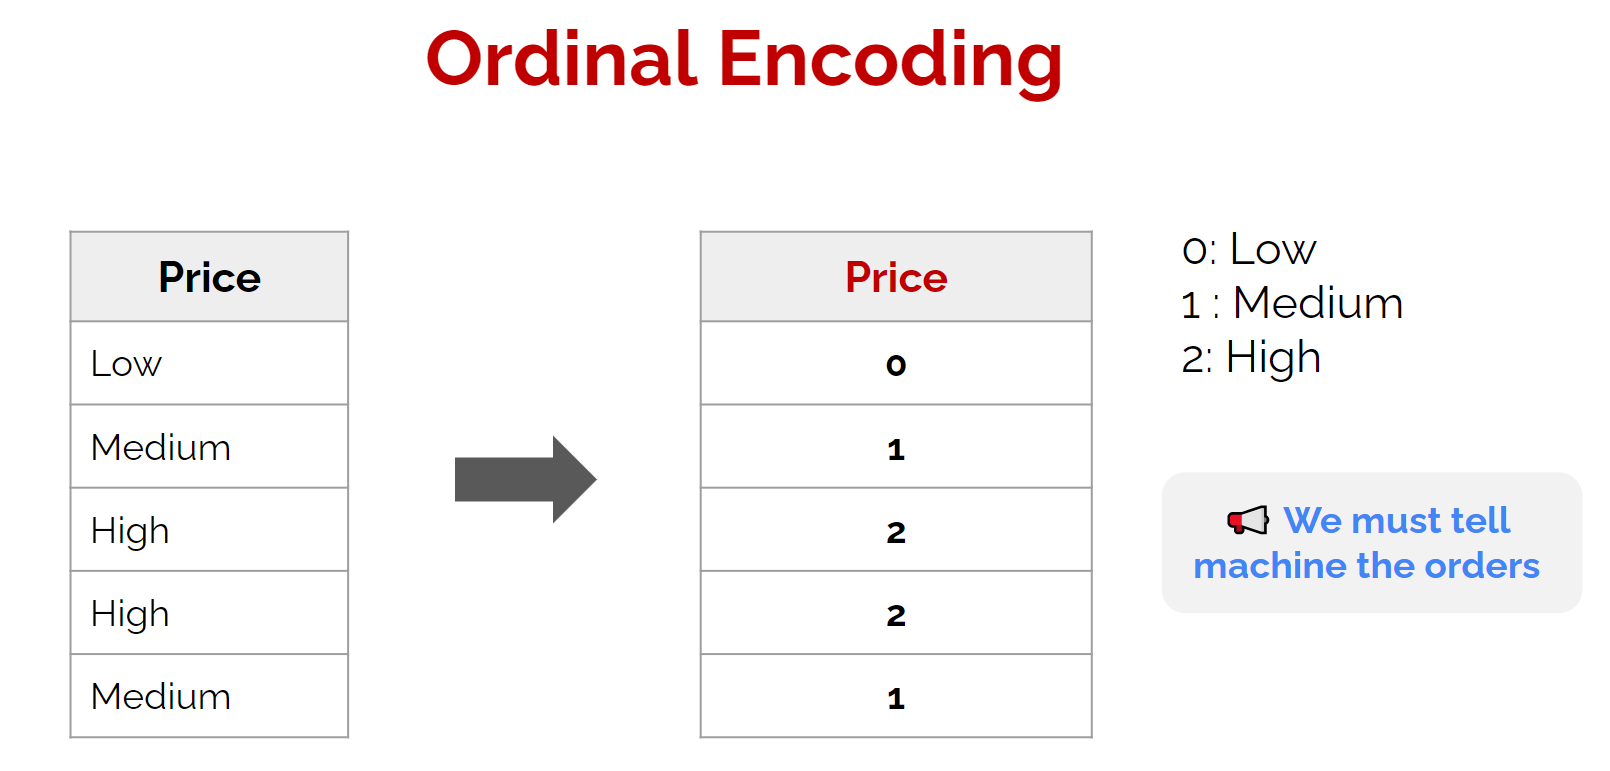 Ordinal Encoding
Price
Low
Medium
High
High
Medium
Price
0
1
2
2
1
0: Low
1 : Medium
2: High
We must tell
machine the orders